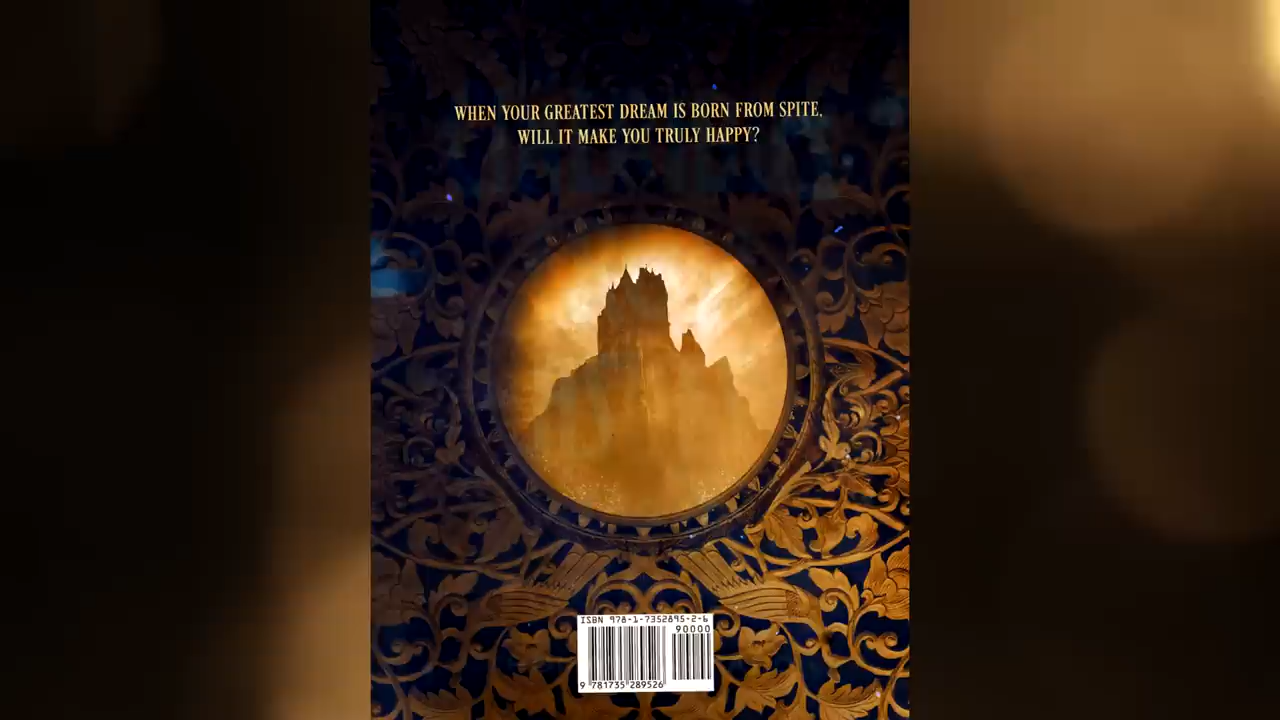 WHEN YOUR GREATEST DREAM IS BORN FROM SPITE,
WILL IT MAKE YOU TRULY HAPPY?
ISBN 978-1-7352895-2-6
90000
9 781735 289526